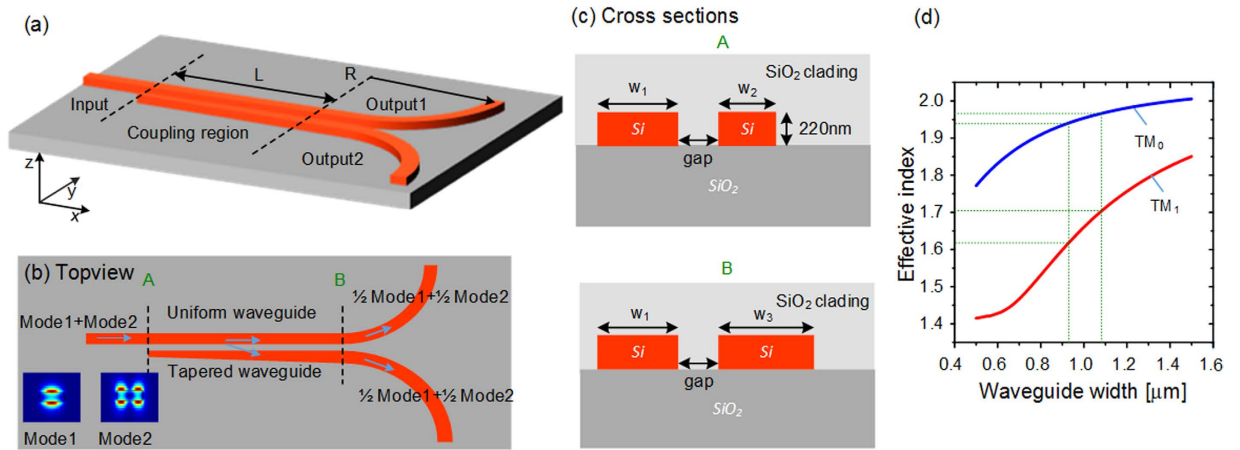 (a)
L
R
Input
Output1
Coupling region
Output2
z
y
x
(b) Topview
A
B
½ Mode1+½ Mode2
Mode1+Mode2
Uniform waveguide
Tapered waveguide
½ Mode1+½ Mode2
Mode1
Mode2
(c) Cross sections
A
SiO₂ clading
w₁
w₂
Si
Si
220nm
gap
SiO₂
B
SiO₂ clading
w₁
w₃
Si
Si
gap
SiO₂
(d)
Effective index
2.0
1.9
1.8
1.7
1.6
1.5
1.4
TM₀
TM₁
0.4 0.6 0.8 1.0 1.2 1.4 1.6
Waveguide width [μm]